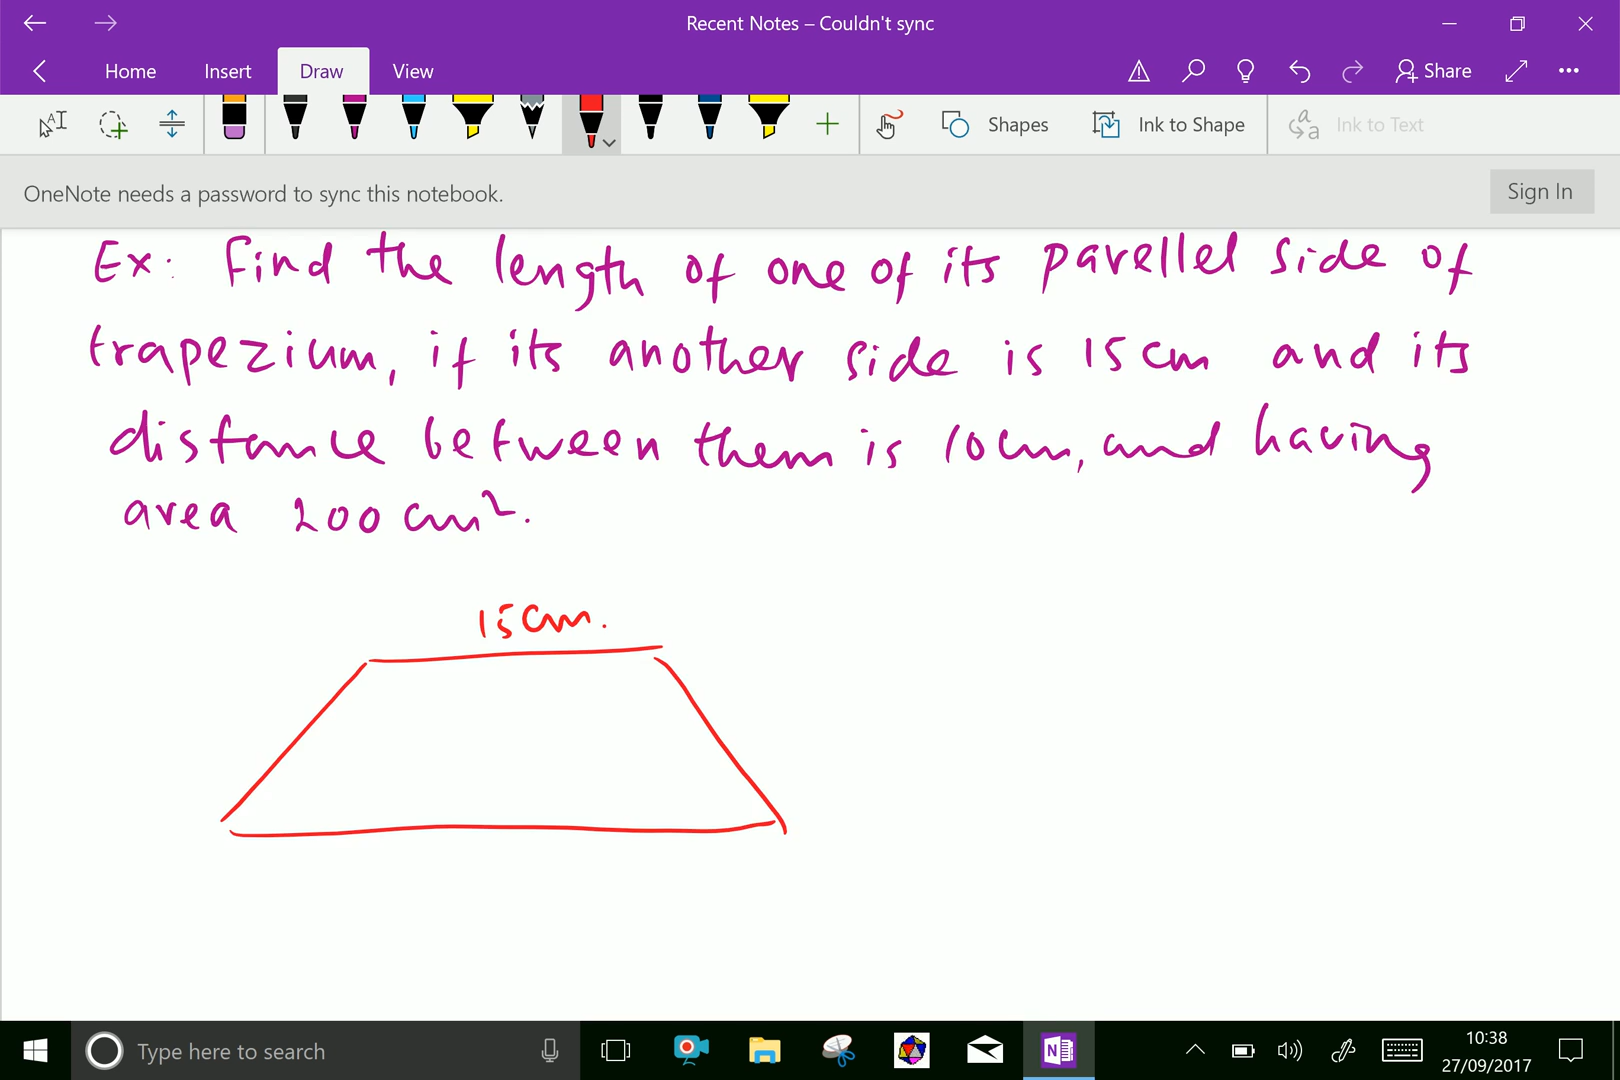 Recent Notes – Couldn't sync
Home Insert Draw View Share
Shapes Ink to Shape Ink to Text
OneNote needs a password to sync this notebook. Sign In
Ex: Find the length of one of its parellel side of
trapezium, if its another side is 15cm and its
distance between them is 10cm, and having
area 200cm².
15cm.
Type here to search
10:38
27/09/2017